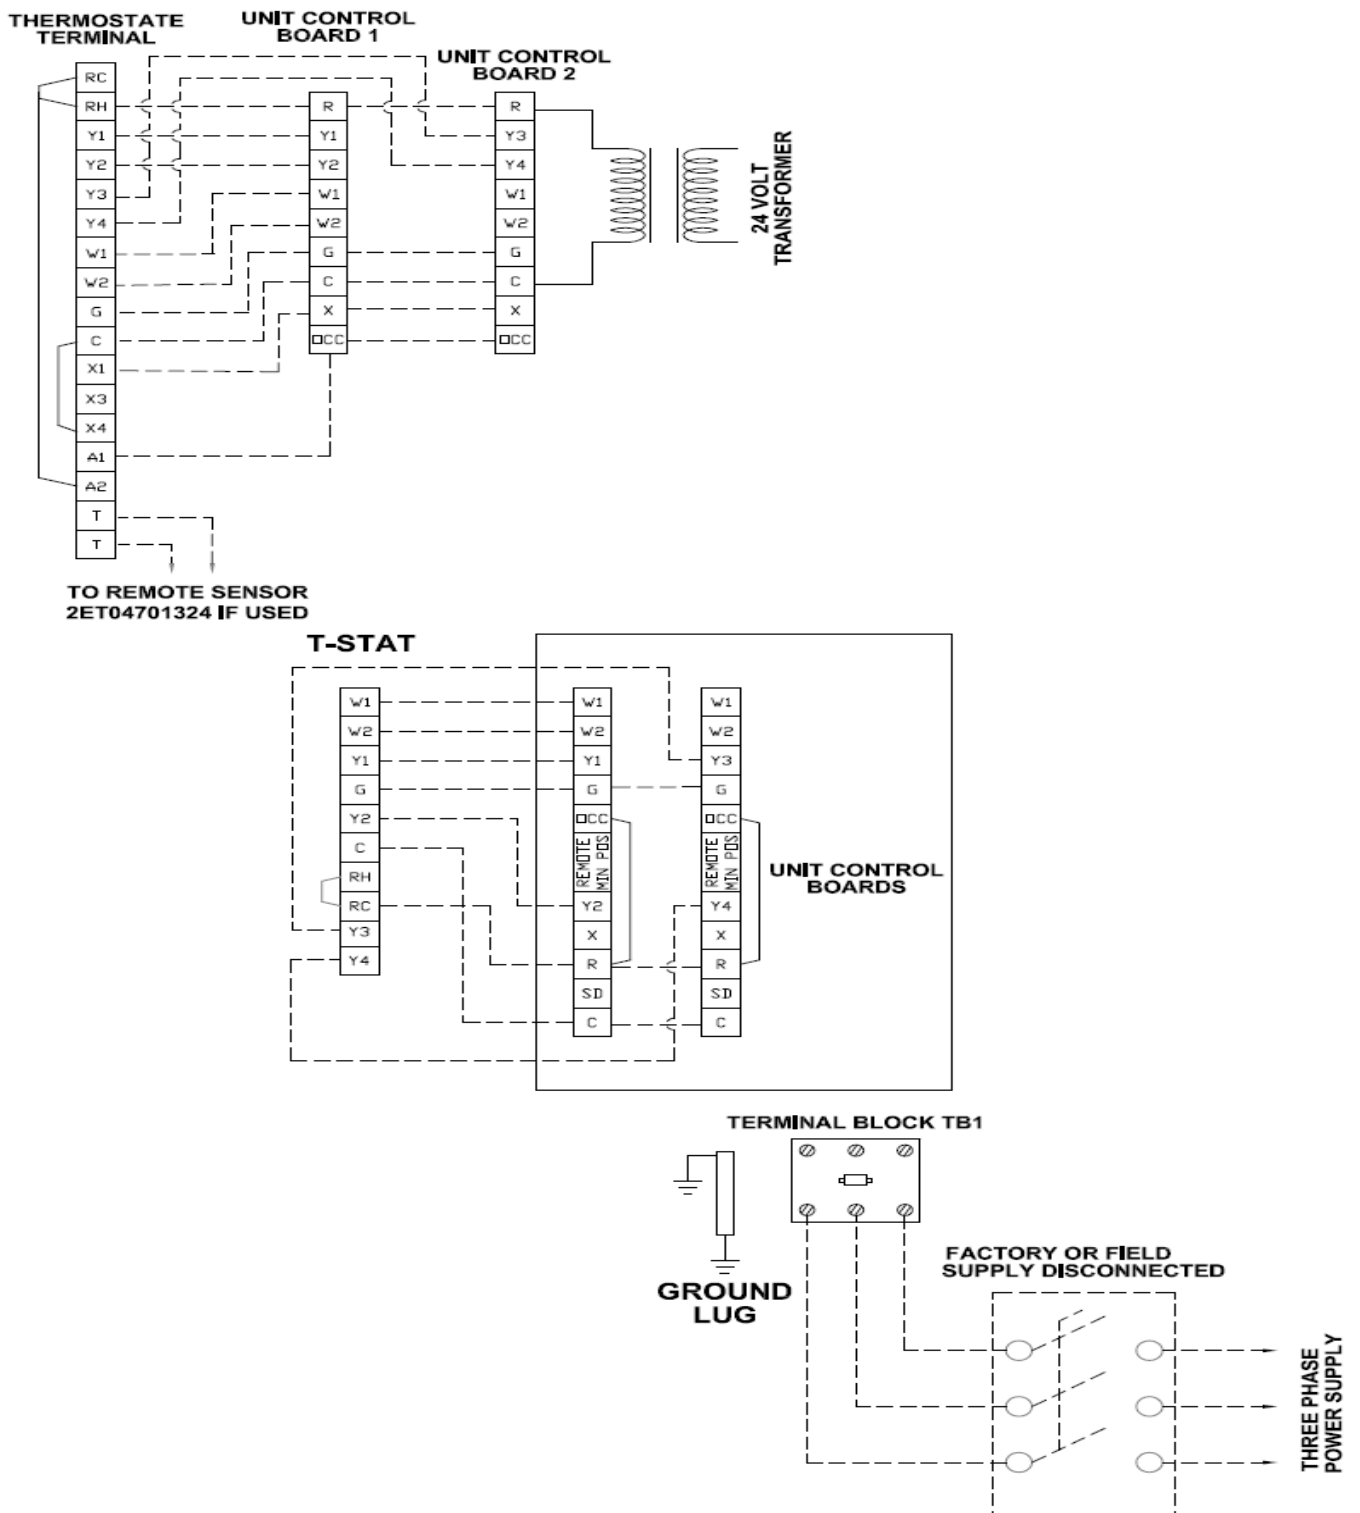 THERMOSTATE
TERMINAL
UNIT CONTROL
BOARD 1
UNIT CONTROL
BOARD 2
RC
RH
Y1
Y2
Y3
Y4
W1
W2
G
C
X1
X3
X4
A1
A2
T
T
R
Y1
Y2
W1
W2
G
C
X
OCC
R
Y3
Y4
W1
W2
G
C
X
OCC
24 VOLT
TRANSFORMER
TO REMOTE SENSOR
2ET04701324 IF USED
T-STAT
W1
W2
Y1
G
Y2
C
RH
RC
Y3
Y4
W1
W2
Y1
G
OCC
REMOTE
MIN POS
Y2
X
R
SD
C
W1
W2
Y3
G
OCC
REMOTE
MIN POS
Y4
X
R
SD
C
UNIT CONTROL
BOARDS
TERMINAL BLOCK TB1
GROUND
LUG
FACTORY OR FIELD
SUPPLY DISCONNECTED
THREE PHASE
POWER SUPPLY